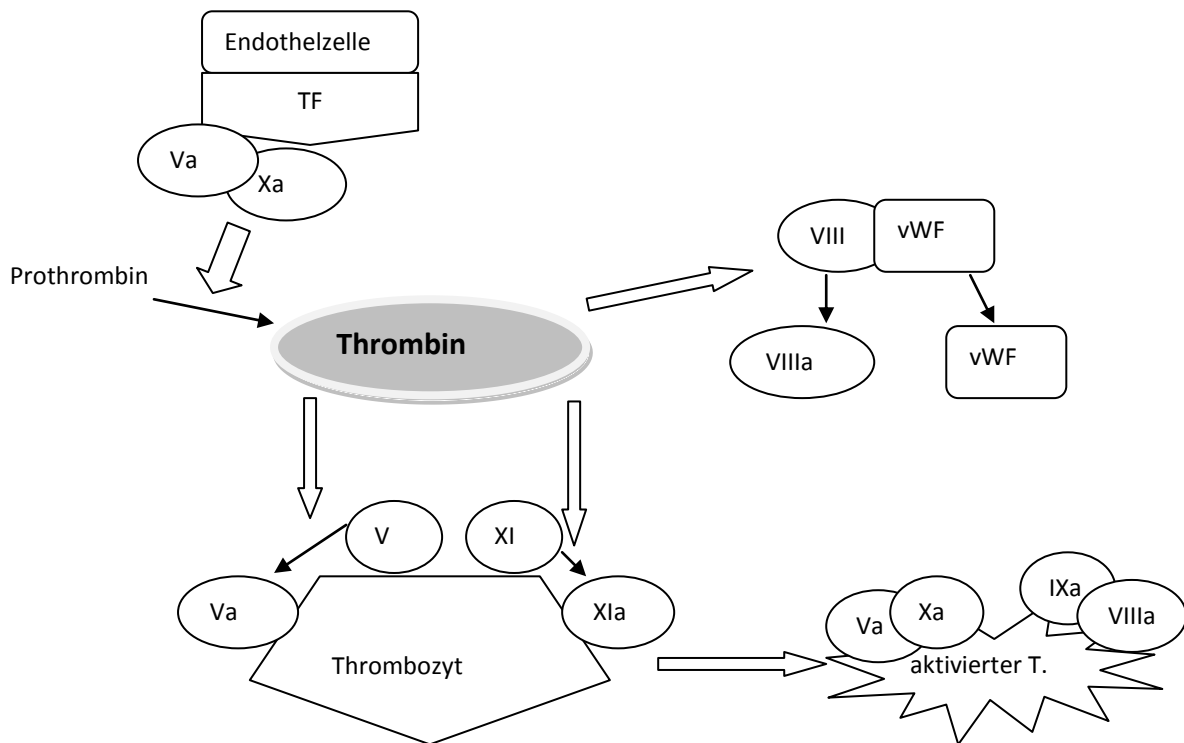 Endothelzelle
TF
Va
Xa
VIII
vWF
Prothrombin
Thrombin
VIIIa
vWF
V
XI
Va
XIa
Thrombozyt
Va
Xa
IXa
VIIIa
aktivierter T.